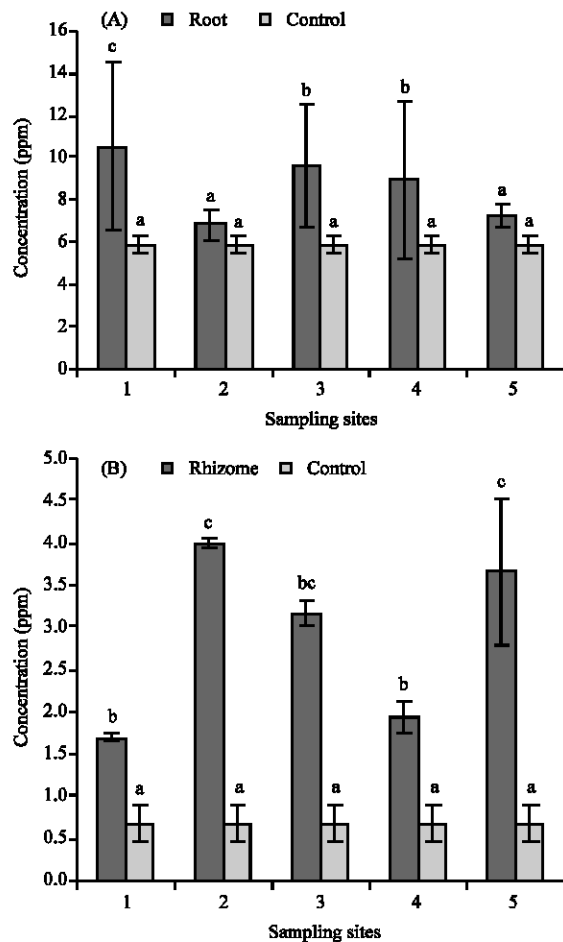 (A) Root Control
Concentration (ppm)
16
14
12
10
8
6
4
2
0
c
a
a
a
b
a
b
a
a
a
1 2 3 4 5
Sampling sites
(B) Rhizome Control
Concentration (ppm)
5.0
4.5
4.0
3.5
3.0
2.5
2.0
1.5
1.0
0.5
0.0
b
a
c
a
bc
a
b
a
c
a
1 2 3 4 5
Sampling sites